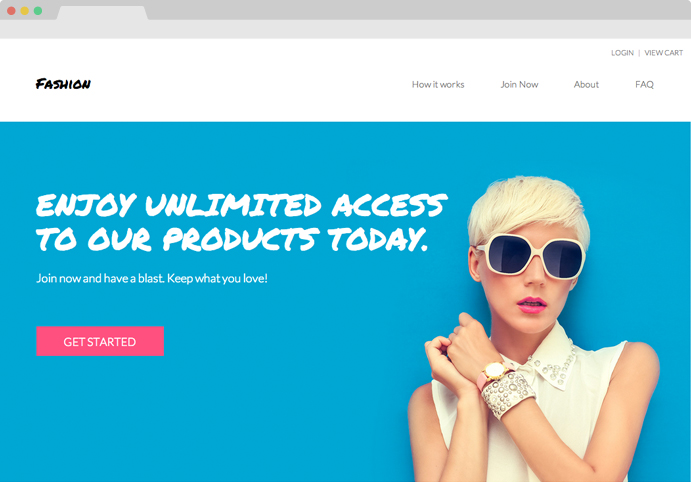 LOGIN | VIEW CART
Fashion
How it works Join Now About FAQ
ENJOY UNLIMITED ACCESS
TO OUR PRODUCTS TODAY.
Join now and have a blast. Keep what you love!
GET STARTED